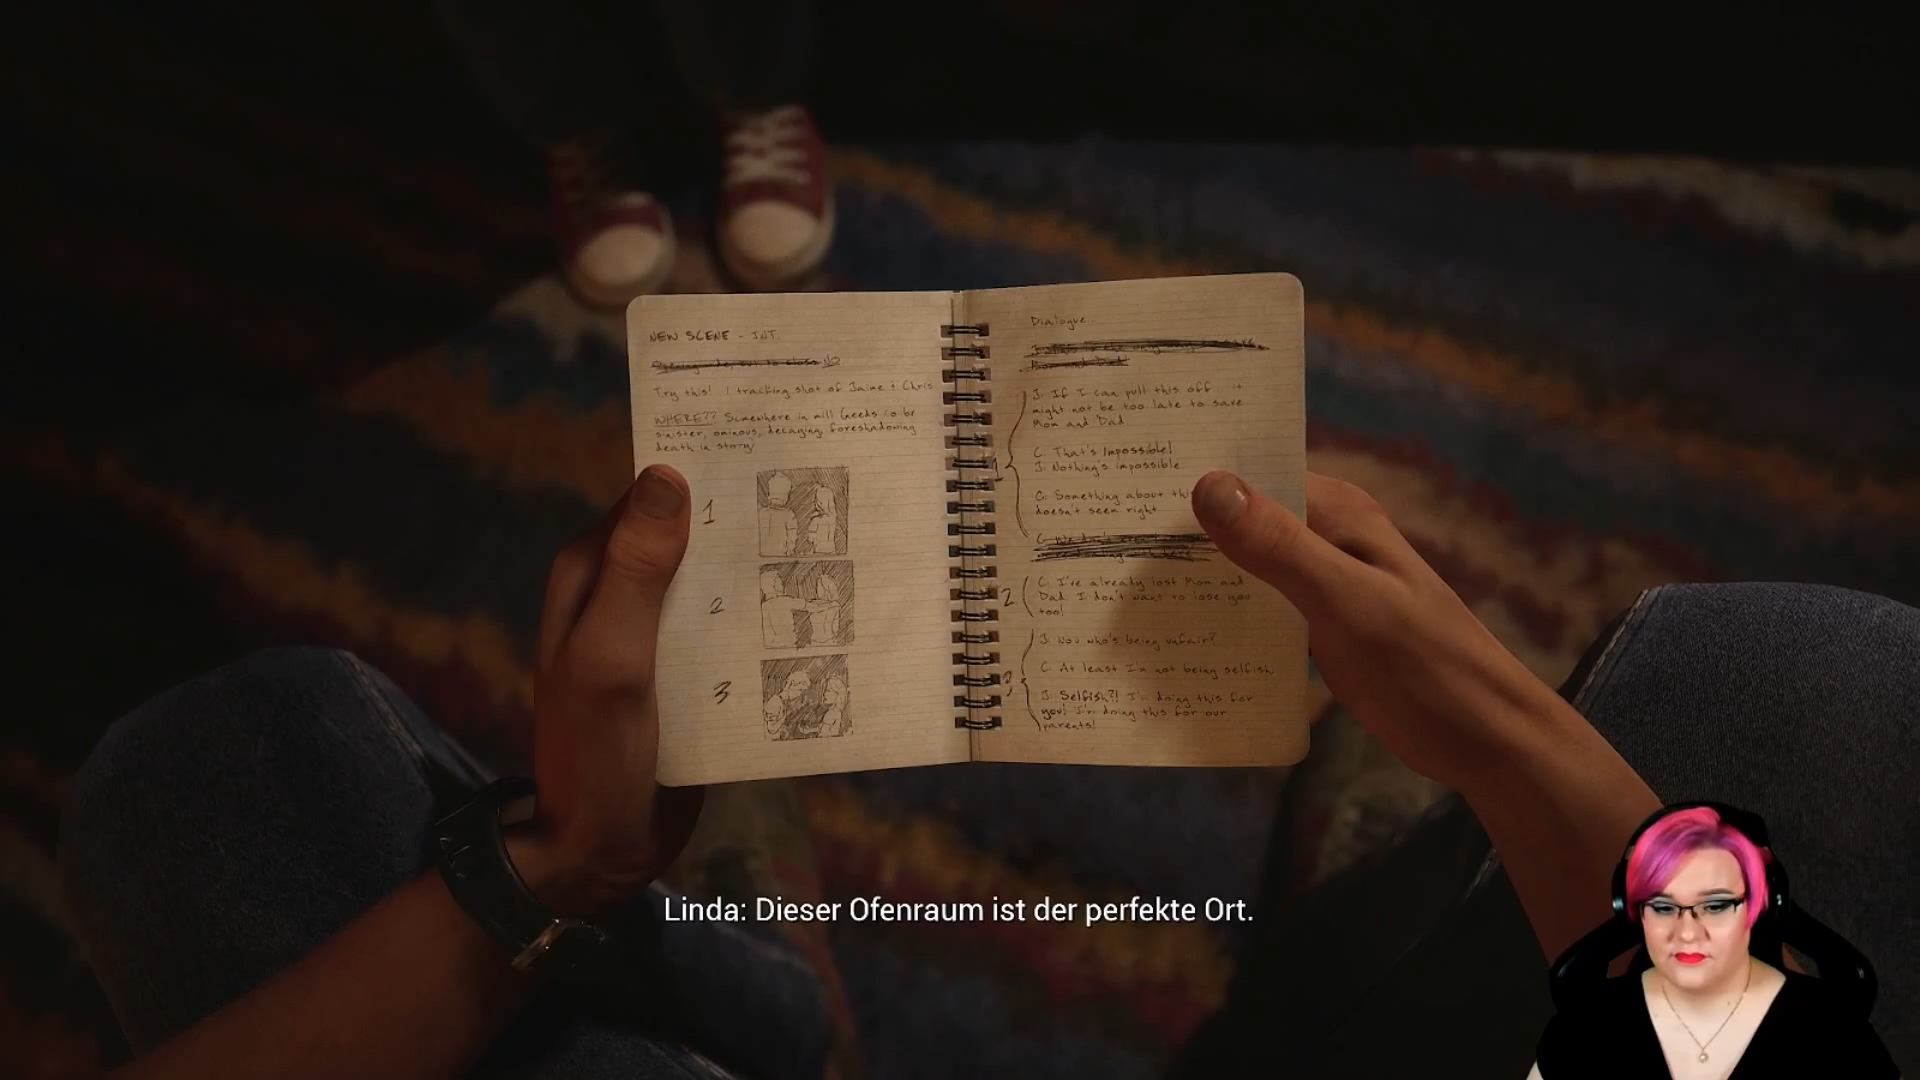 NEW SCENE - INT.
NO
Try this! 1 tracking shot of Jaime & Chris
WHERE?? Somewhere in mill (needs to be
sinister, ominous, decaying, foreshadowing
death in story)
1
2
3
Dialogue..
J: If I can pull this off... it
might not be too late to save
Mom and Dad
C: That's impossible!
J: Nothing's impossible
C: Something about this
doesn't seem right
1
C: I've already lost Mom and
Dad I don't want to lose you
too!
2
J: Now who's being unfair?
C: At least I'm not being selfish
J: Selfish?! I'm doing this for
you! I'm doing this for our
parents!
3
Linda: Dieser Ofenraum ist der perfekte Ort.